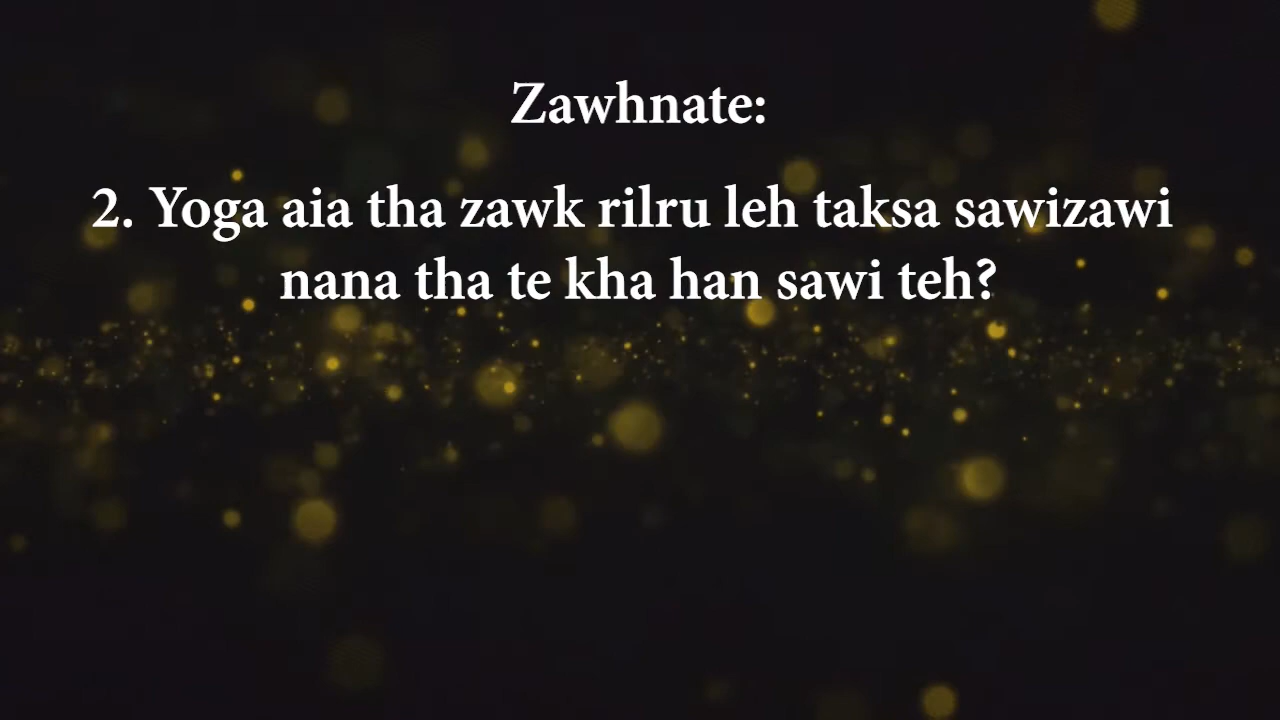 Zawhnate:
2. Yoga aia tha zawk rilru leh taksa sawizawi
nana tha te kha han sawi teh?